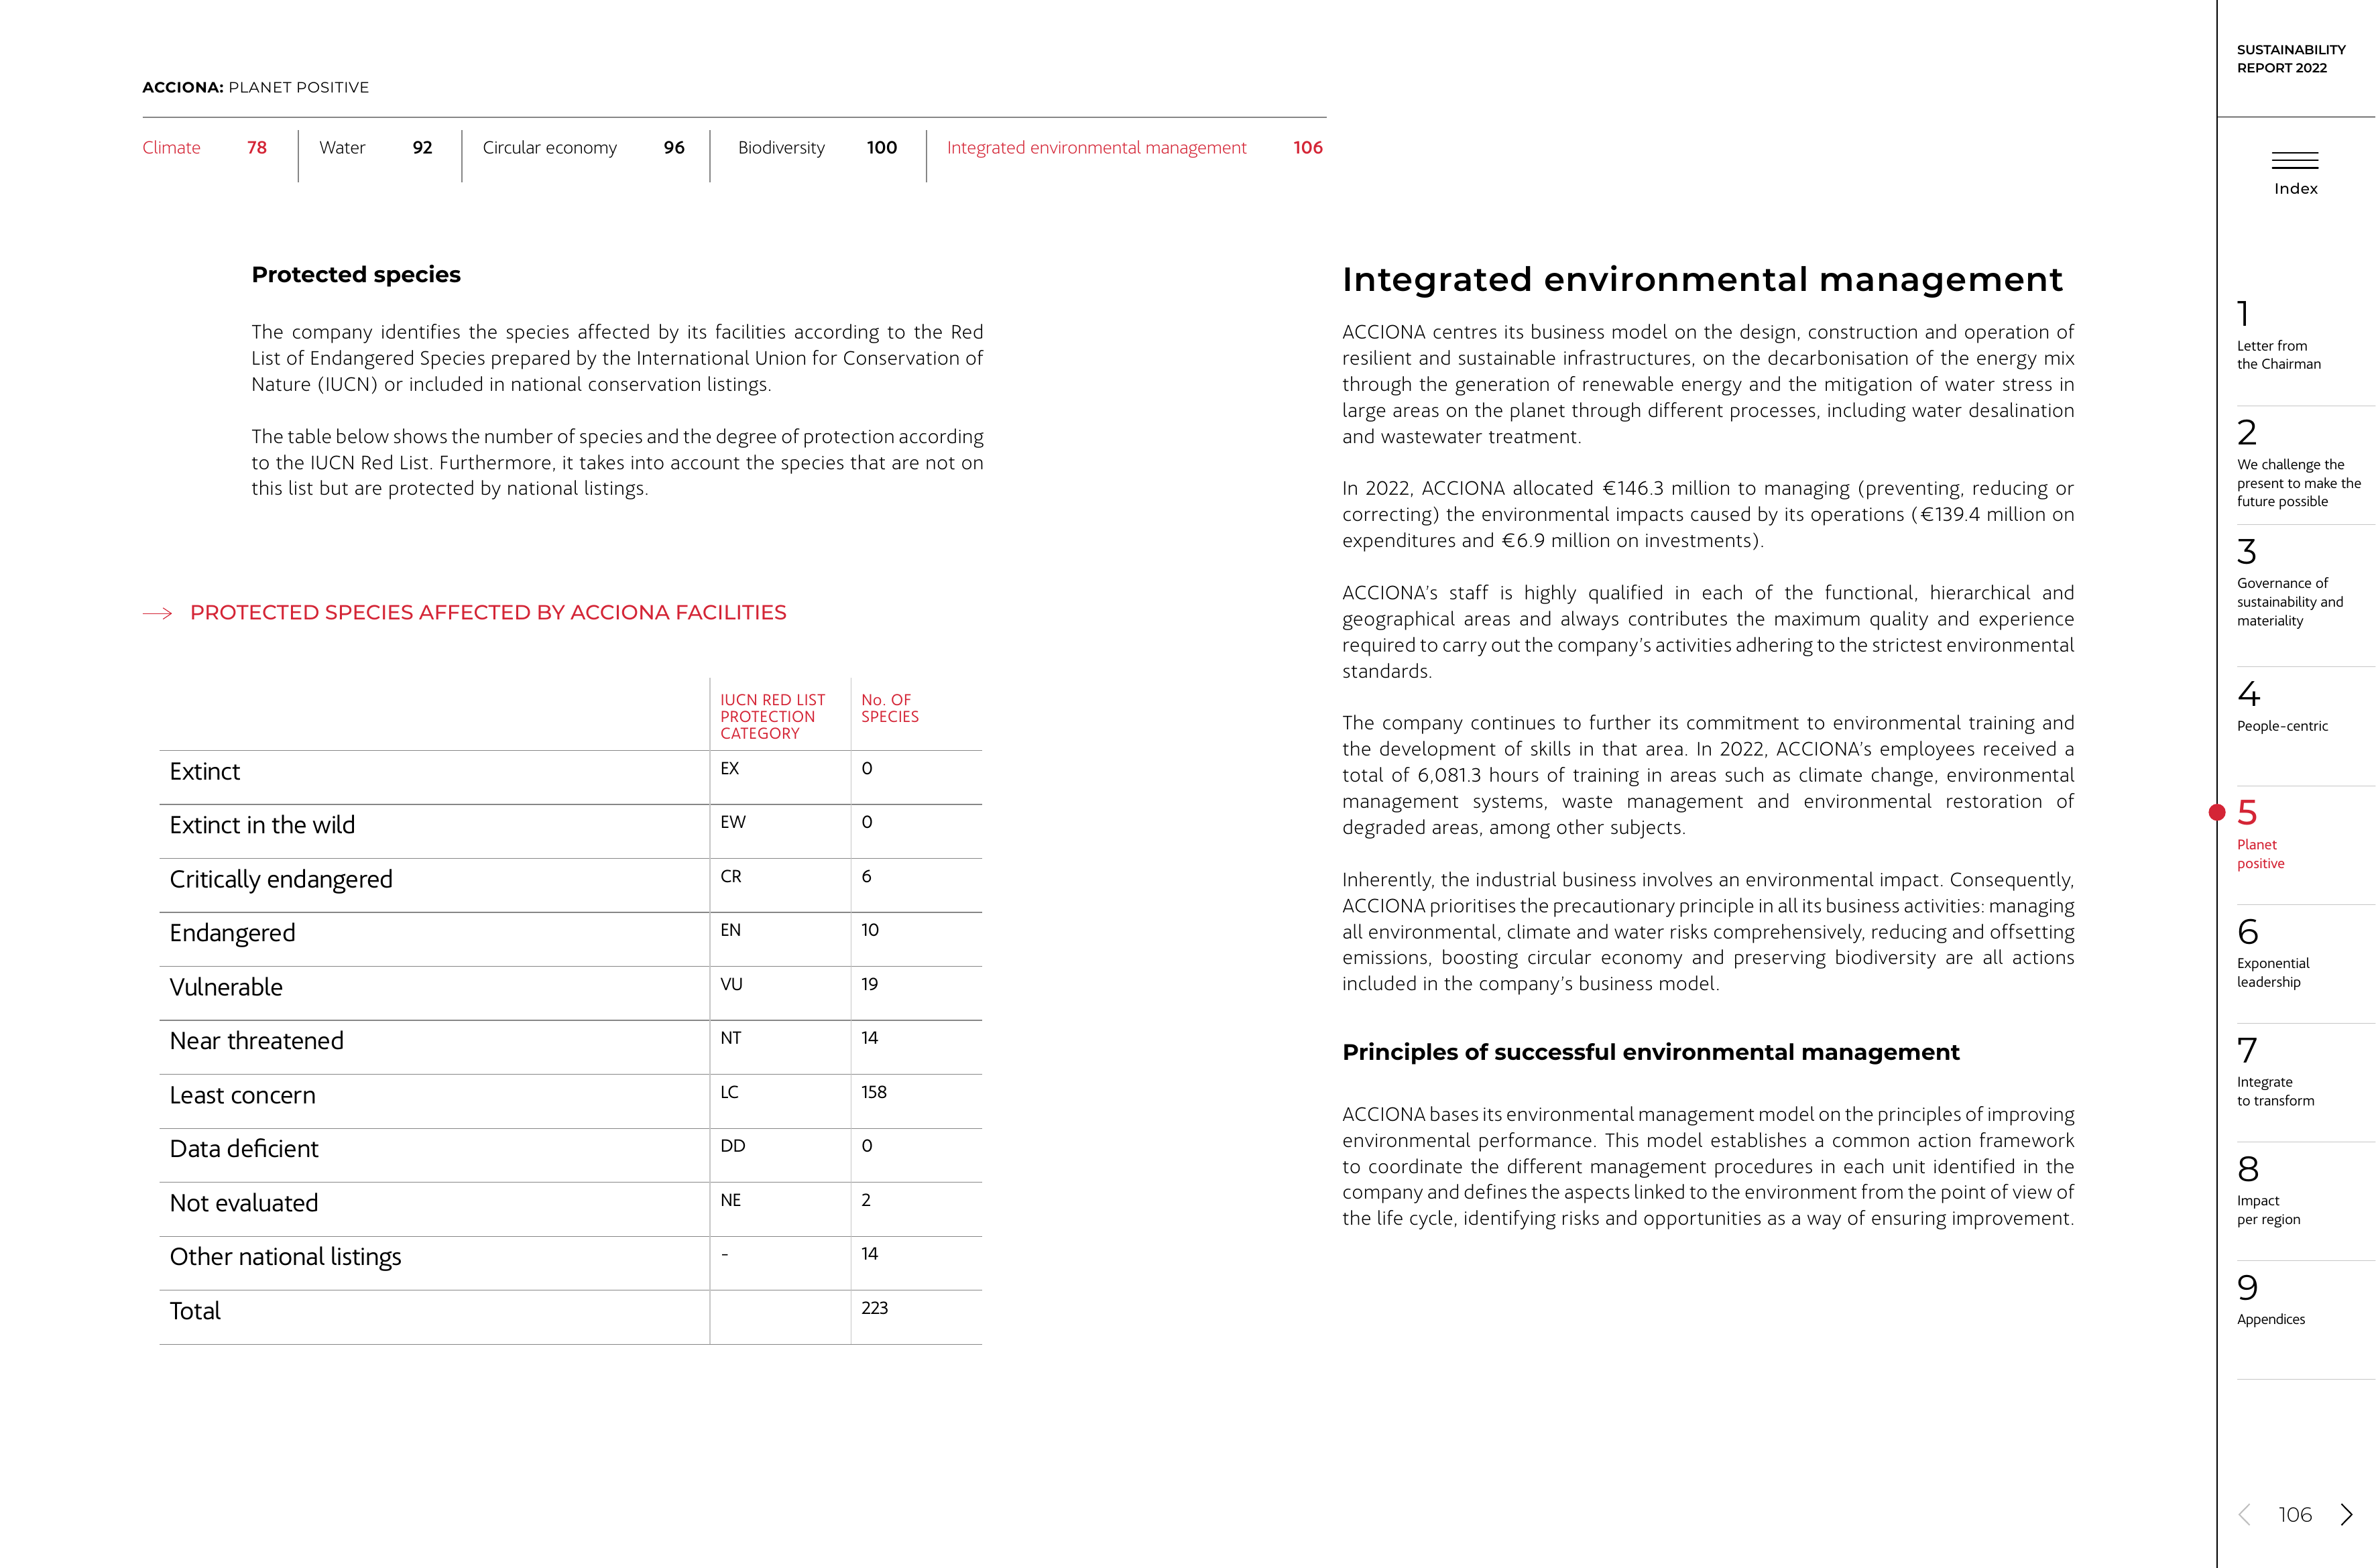 ACCIONA: PLANET POSITIVE
Climate 78 Water 92 Circular economy 96 Biodiversity 100 Integrated environmental management 106
Protected species
The company identifies the species affected by its facilities according to the Red
List of Endangered Species prepared by the International Union for Conservation of
Nature (IUCN) or included in national conservation listings.
The table below shows the number of species and the degree of protection according
to the IUCN Red List. Furthermore, it takes into account the species that are not on
this list but are protected by national listings.
PROTECTED SPECIES AFFECTED BY ACCIONA FACILITIES
IUCN RED LIST
PROTECTION
CATEGORY
No. OF
SPECIES
Extinct EX 0
Extinct in the wild EW 0
Critically endangered CR 6
Endangered EN 10
Vulnerable VU 19
Near threatened NT 14
Least concern LC 158
Data deficient DD 0
Not evaluated NE 2
Other national listings - 14
Total 223
Integrated environmental management
ACCIONA centres its business model on the design, construction and operation of
resilient and sustainable infrastructures, on the decarbonisation of the energy mix
through the generation of renewable energy and the mitigation of water stress in
large areas on the planet through different processes, including water desalination
and wastewater treatment.
In 2022, ACCIONA allocated €146.3 million to managing (preventing, reducing or
correcting) the environmental impacts caused by its operations (€139.4 million on
expenditures and €6.9 million on investments).
ACCIONA’s staff is highly qualified in each of the functional, hierarchical and
geographical areas and always contributes the maximum quality and experience
required to carry out the company’s activities adhering to the strictest environmental
standards.
The company continues to further its commitment to environmental training and
the development of skills in that area. In 2022, ACCIONA’s employees received a
total of 6,081.3 hours of training in areas such as climate change, environmental
management systems, waste management and environmental restoration of
degraded areas, among other subjects.
Inherently, the industrial business involves an environmental impact. Consequently,
ACCIONA prioritises the precautionary principle in all its business activities: managing
all environmental, climate and water risks comprehensively, reducing and offsetting
emissions, boosting circular economy and preserving biodiversity are all actions
included in the company’s business model.
Principles of successful environmental management
ACCIONA bases its environmental management model on the principles of improving
environmental performance. This model establishes a common action framework
to coordinate the different management procedures in each unit identified in the
company and defines the aspects linked to the environment from the point of view of
the life cycle, identifying risks and opportunities as a way of ensuring improvement.
SUSTAINABILITY
REPORT 2022
Index
1
Letter from
the Chairman
2
We challenge the
present to make the
future possible
3
Governance of
sustainability and
materiality
4
People-centric
5
Planet
positive
6
Exponential
leadership
7
Integrate
to transform
8
Impact
per region
9
Appendices
106